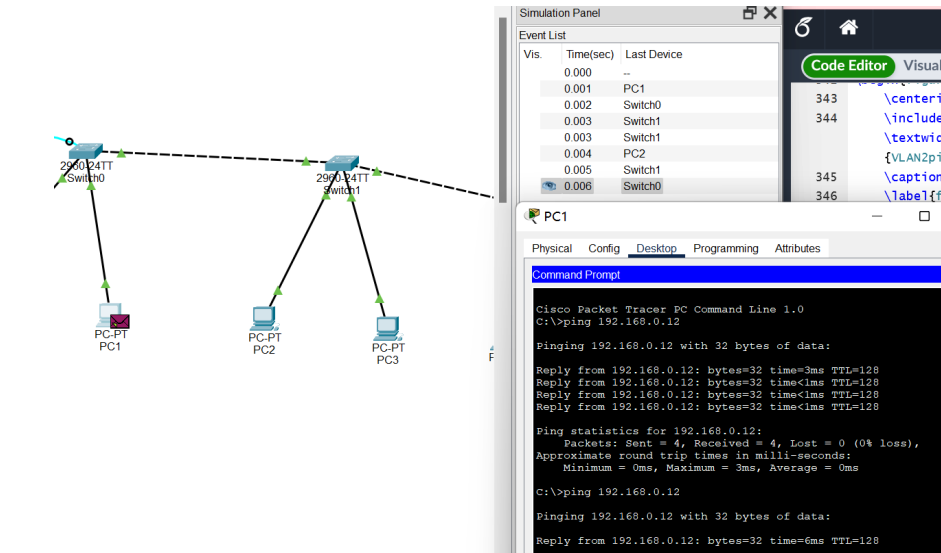 2960-24TT
Switch0
2960-24TT
Switch1
PC-PT
PC1
PC-PT
PC2
PC-PT
PC3
Simulation Panel
Event List
Vis. Time(sec) Last Device
0.000 --
0.001 PC1
0.002 Switch0
0.003 Switch1
0.003 Switch1
0.004 PC2
0.005 Switch1
0.006 Switch0
Code Editor Visual
343 \centeri
344 \include
\textwid
{VLAN2pi
345 \caption
346 \label{f
PC1
Physical Config Desktop Programming Attributes
Command Prompt
Cisco Packet Tracer PC Command Line 1.0
C:\>ping 192.168.0.12
Pinging 192.168.0.12 with 32 bytes of data:
Reply from 192.168.0.12: bytes=32 time=3ms TTL=128
Reply from 192.168.0.12: bytes=32 time<1ms TTL=128
Reply from 192.168.0.12: bytes=32 time<1ms TTL=128
Reply from 192.168.0.12: bytes=32 time<1ms TTL=128
Ping statistics for 192.168.0.12:
Packets: Sent = 4, Received = 4, Lost = 0 (0% loss),
Approximate round trip times in milli-seconds:
Minimum = 0ms, Maximum = 3ms, Average = 0ms
C:\>ping 192.168.0.12
Pinging 192.168.0.12 with 32 bytes of data:
Reply from 192.168.0.12: bytes=32 time=6ms TTL=128